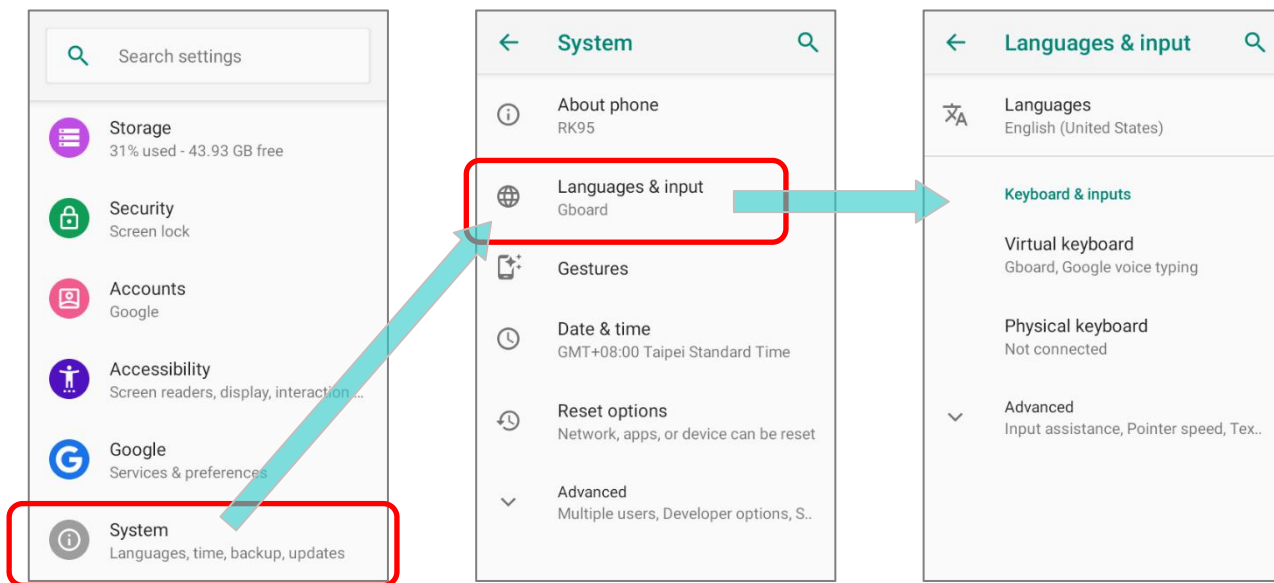 Search settings
Storage
31% used - 43.93 GB free
Security
Screen lock
Accounts
Google
Accessibility
Screen readers, display, interaction ...
Google
Services & preferences
System
Languages, time, backup, updates
System
About phone
RK95
Languages & input
Gboard
Gestures
Date & time
GMT+08:00 Taipei Standard Time
Reset options
Network, apps, or device can be reset
Advanced
Multiple users, Developer options, S..
Languages & input
Languages
English (United States)
Keyboard & inputs
Virtual keyboard
Gboard, Google voice typing
Physical keyboard
Not connected
Advanced
Input assistance, Pointer speed, Tex..